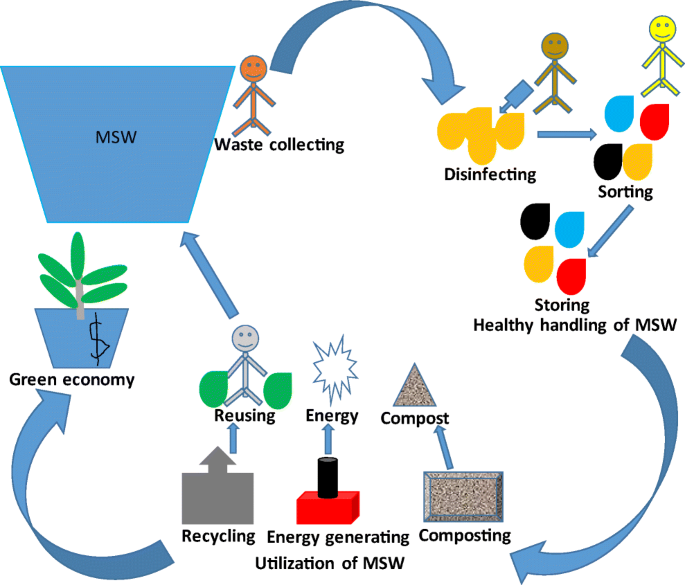 MSW
Waste collecting
Disinfecting
Sorting
Storing
Healthy handling of MSW
$
Green economy
Reusing
Energy
Compost
Recycling
Energy generating
Composting
Utilization of MSW